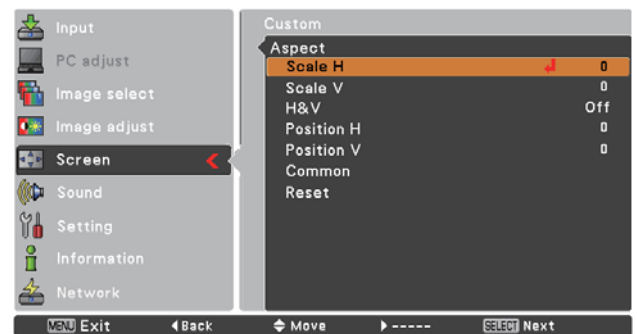 Input
PC adjust
Image select
Image adjust
Screen
Sound
Setting
Information
Network
Custom
Aspect
Scale H 0
Scale V 0
H&V Off
Position H 0
Position V 0
Common
Reset
MENU Exit Back Move ----- SELECT Next